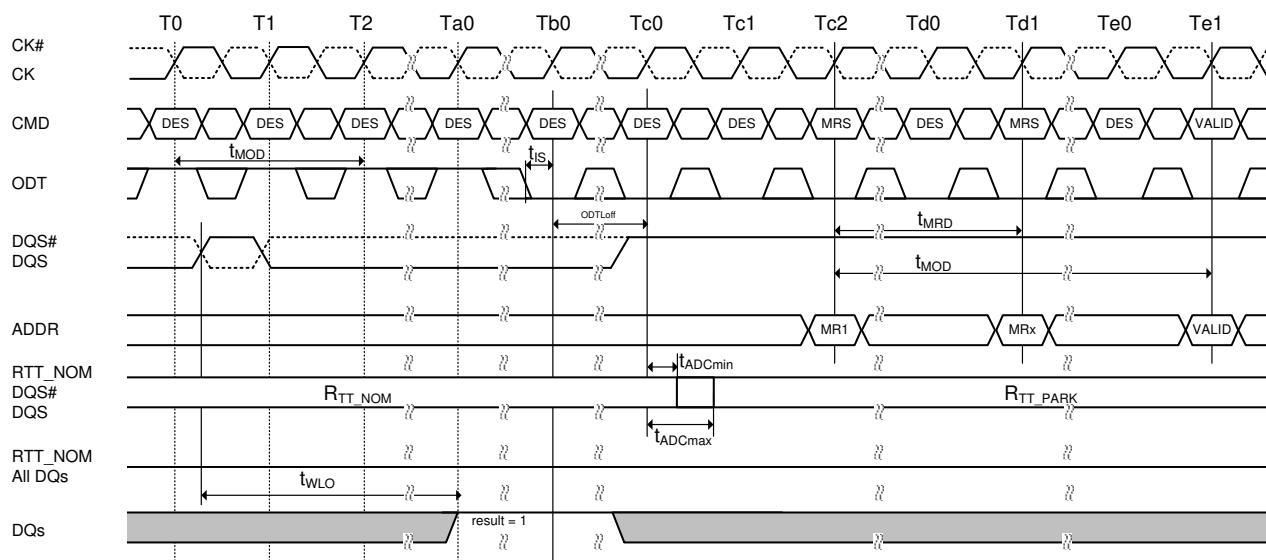 T0 T1 T2 Ta0 Tb0 Tc0 Tc1 Tc2 Td0 Td1 Te0 Te1
CK#
CK
CMD DES DES DES DES DES DES DES MRS DES MRS DES VALID
tMOD tIS
ODT
ODTLoff
tMRD
DQS#
DQS
tMOD
ADDR MR1 MRx VALID
RTT_NOM
tADCmin
DQS#
RTT_NOM RTT_PARK
DQS
tADCmax
RTT_NOM
All DQs
tWLO
result = 1
DQs